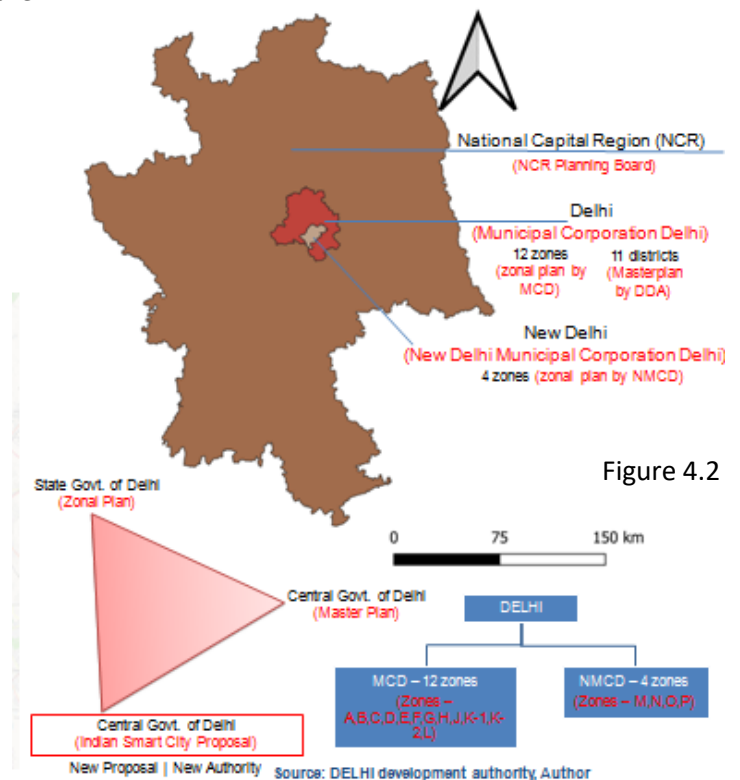 National Capital Region (NCR)
(NCR Planning Board)
Delhi
(Municipal Corporation Delhi)
12 zones
(zonal plan by
MCD)
11 districts
(Masterplan
by DDA)
New Delhi
(New Delhi Municipal Corporation Delhi)
4 zones (zonal plan by NMCD)
Figure 4.2
State Govt. of Delhi
(Zonal Plan)
0 75 150 km
Central Govt. of Delhi
(Master Plan)
DELHI
MCD – 12 zones
(Zones –
A,B,C,D,E,F,G,H,J,K-1,K-
2,L)
NMCD – 4 zones
(Zones – M,N,O,P)
Central Govt. of Delhi
(Indian Smart City Proposal)
New Proposal | New Authority
Source: DELHI development authority, Author